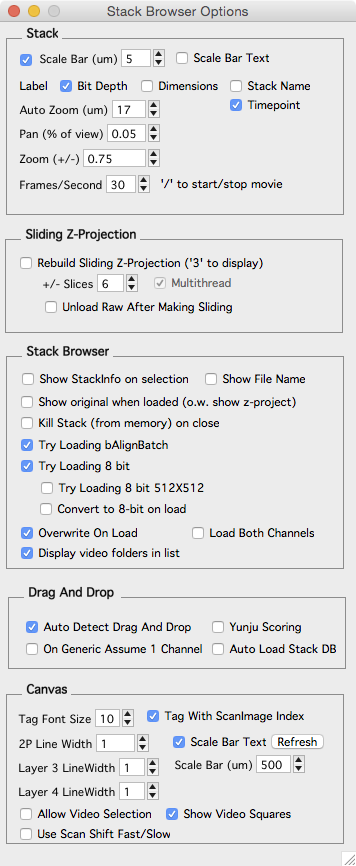 Stack Browser Options
Stack
Scale Bar (um) 5 Scale Bar Text
Label Bit Depth Dimensions Stack Name
Auto Zoom (um) 17 Timepoint
Pan (% of view) 0.05
Zoom (+/-) 0.75
Frames/Second 30 '/' to start/stop movie
Sliding Z-Projection
Rebuild Sliding Z-Projection ('3' to display)
+/- Slices 6 Multithread
Unload Raw After Making Sliding
Stack Browser
Show StackInfo on selection Show File Name
Show original when loaded (o.w. show z-project)
Kill Stack (from memory) on close
Try Loading bAlignBatch
Try Loading 8 bit
Try Loading 8 bit 512X512
Convert to 8-bit on load
Overwrite On Load Load Both Channels
Display video folders in list
Drag And Drop
Auto Detect Drag And Drop Yunju Scoring
On Generic Assume 1 Channel Auto Load Stack DB
Canvas
Tag Font Size 10 Tag With ScanImage Index
2P Line Width 1 Scale Bar Text Refresh
Layer 3 LineWidth 1 Scale Bar (um) 500
Layer 4 LineWidth 1
Allow Video Selection Show Video Squares
Use Scan Shift Fast/Slow